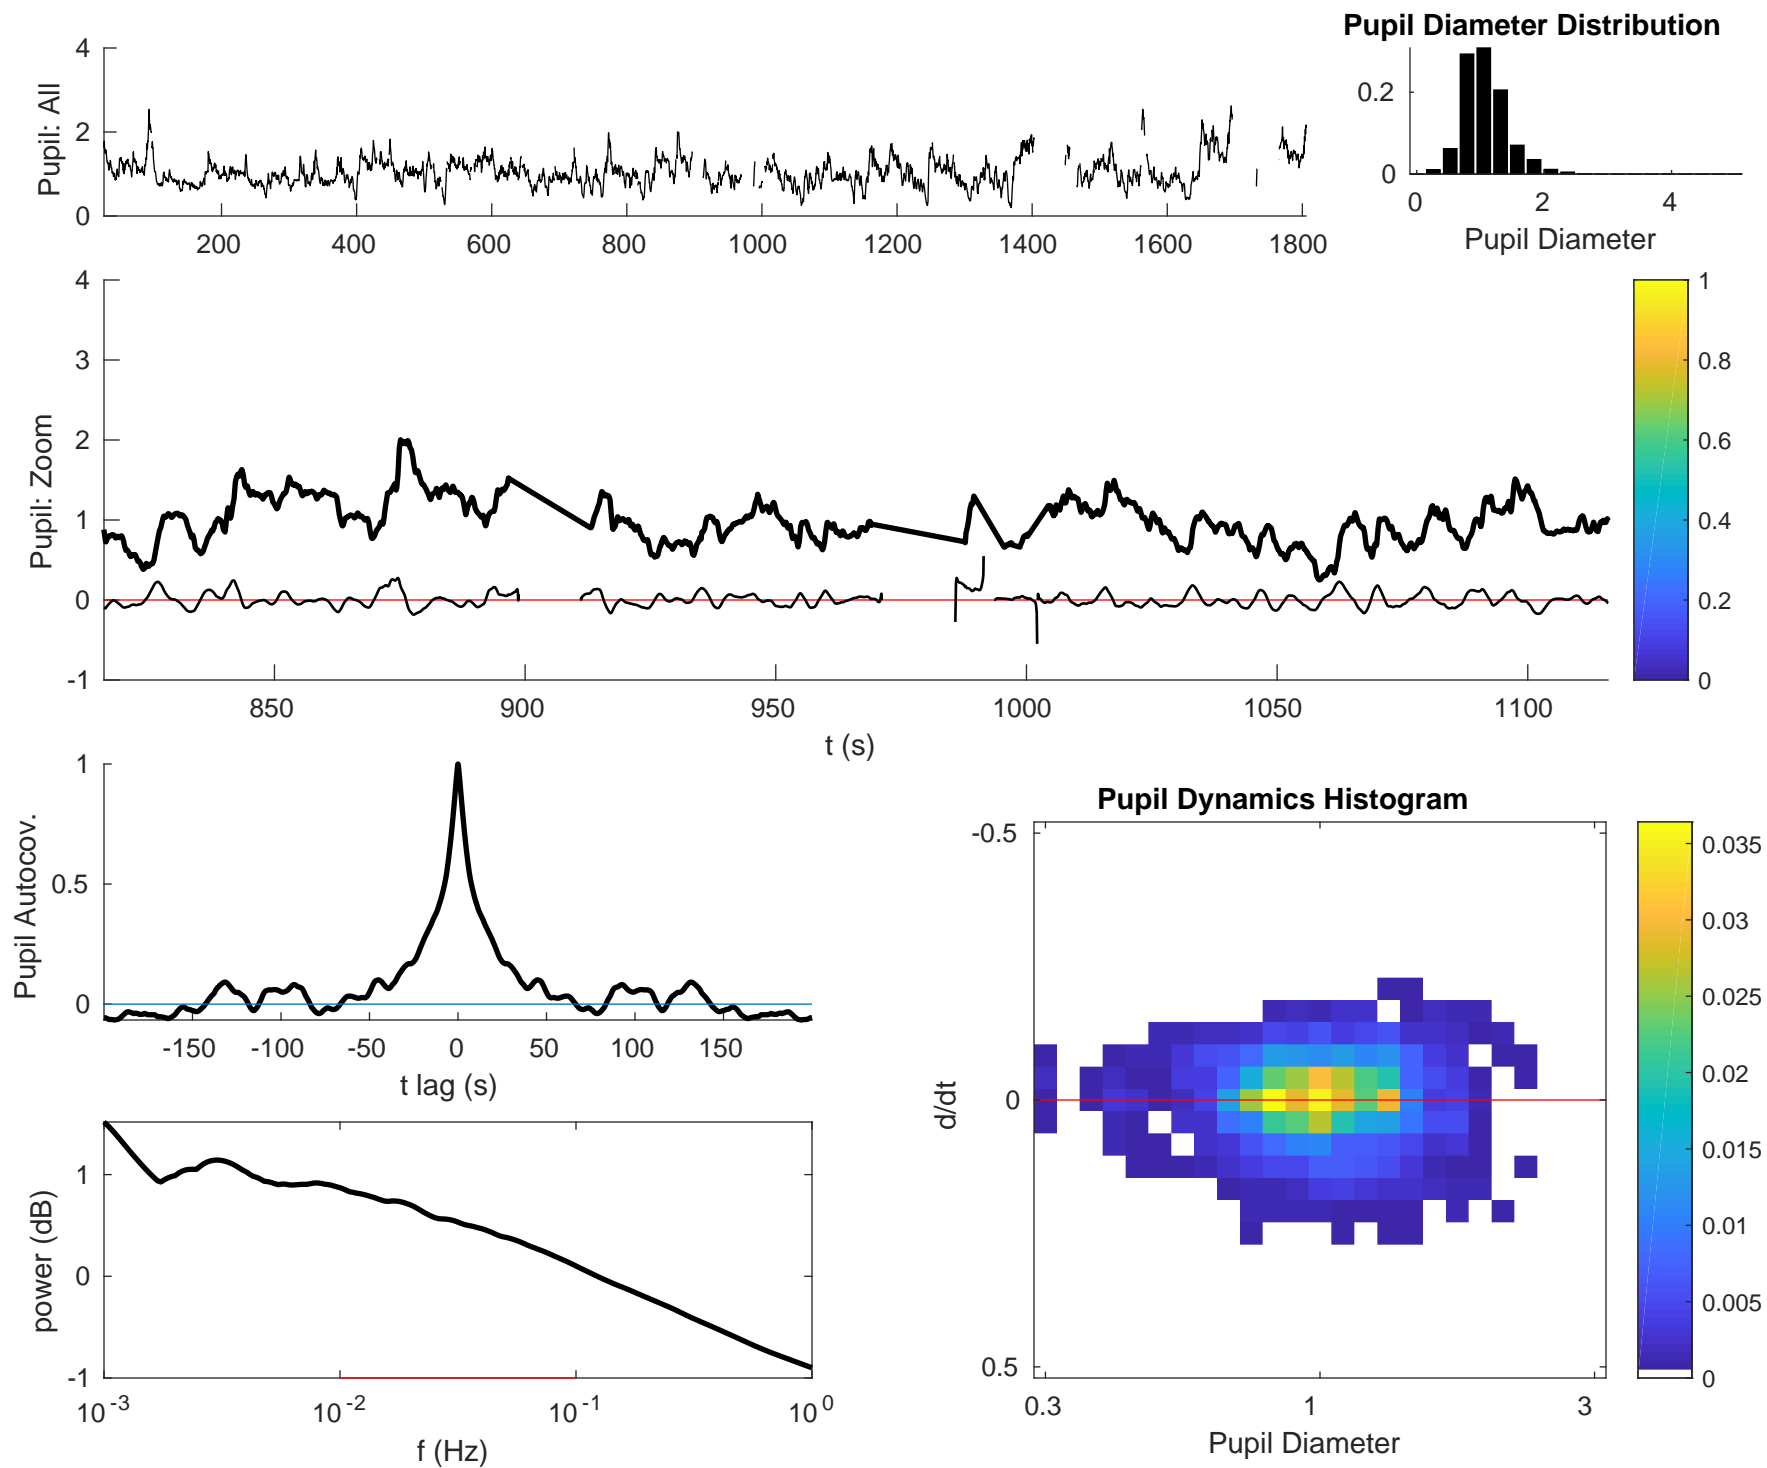 Pupil Diameter Distribution
Pupil: All
4
2
0
200 400 600 800 1000 1200 1400 1600 1800
0.2
0
0 2 4
Pupil Diameter
Pupil: Zoom
4
3
2
1
0
-1
850 900 950 1000 1050 1100
t (s)
1
0.8
0.6
0.4
0.2
0
Pupil Autocov.
1
0.5
0
-150 -100 -50 0 50 100 150
t lag (s)
power (dB)
1
0
-1
10-3 10-2 10-1 100
f (Hz)
Pupil Dynamics Histogram
d/dt
-0.5
0
0.5
0.3 1 3
Pupil Diameter
0.035
0.03
0.025
0.02
0.015
0.01
0.005
0